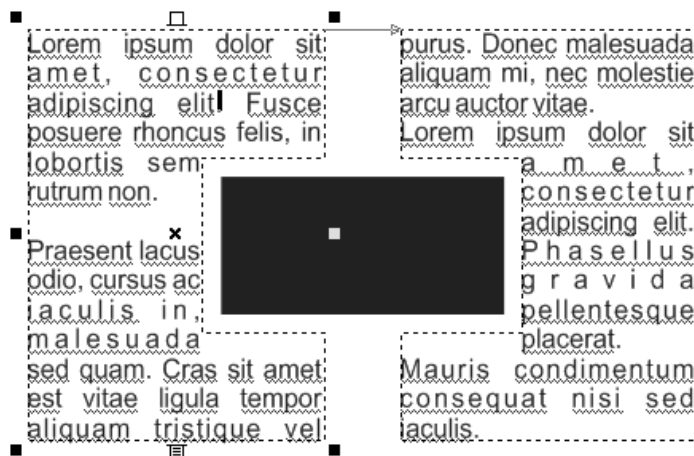 Lorem ipsum dolor sit
amet, consectetur
adipiscing elit. Fusce
posuere rhoncus felis, in
lobortis sem
rutrum non.
Praesent lacus
odio, cursus ac
iaculis in,
malesuada
sed quam. Cras sit amet
est vitae ligula tempor
aliquam tristique vel
purus. Donec malesuada
aliquam mi, nec molestie
arcu auctor vitae.
Lorem ipsum dolor sit
amet,
consectetur
adipiscing elit.
Phasellus
gravida
pellentesque
placerat.
Mauris condimentum
consequat nisi sed
iaculis.